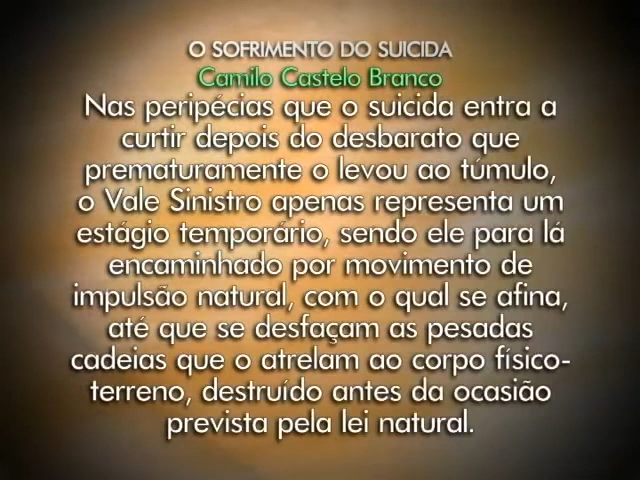 O SOFRIMENTO DO SUICIDA
Camilo Castelo Branco
Nas peripécias que o suicida entra a
curtir depois do desbarato que
prematuramente o levou ao túmulo,
o Vale Sinistro apenas representa um
estágio temporário, sendo ele para lá
encaminhado por movimento de
impulsão natural, com o qual se afina,
até que se desfaçam as pesadas
cadeias que o atrelam ao corpo físico-
terreno, destruído antes da ocasião
prevista pela lei natural.